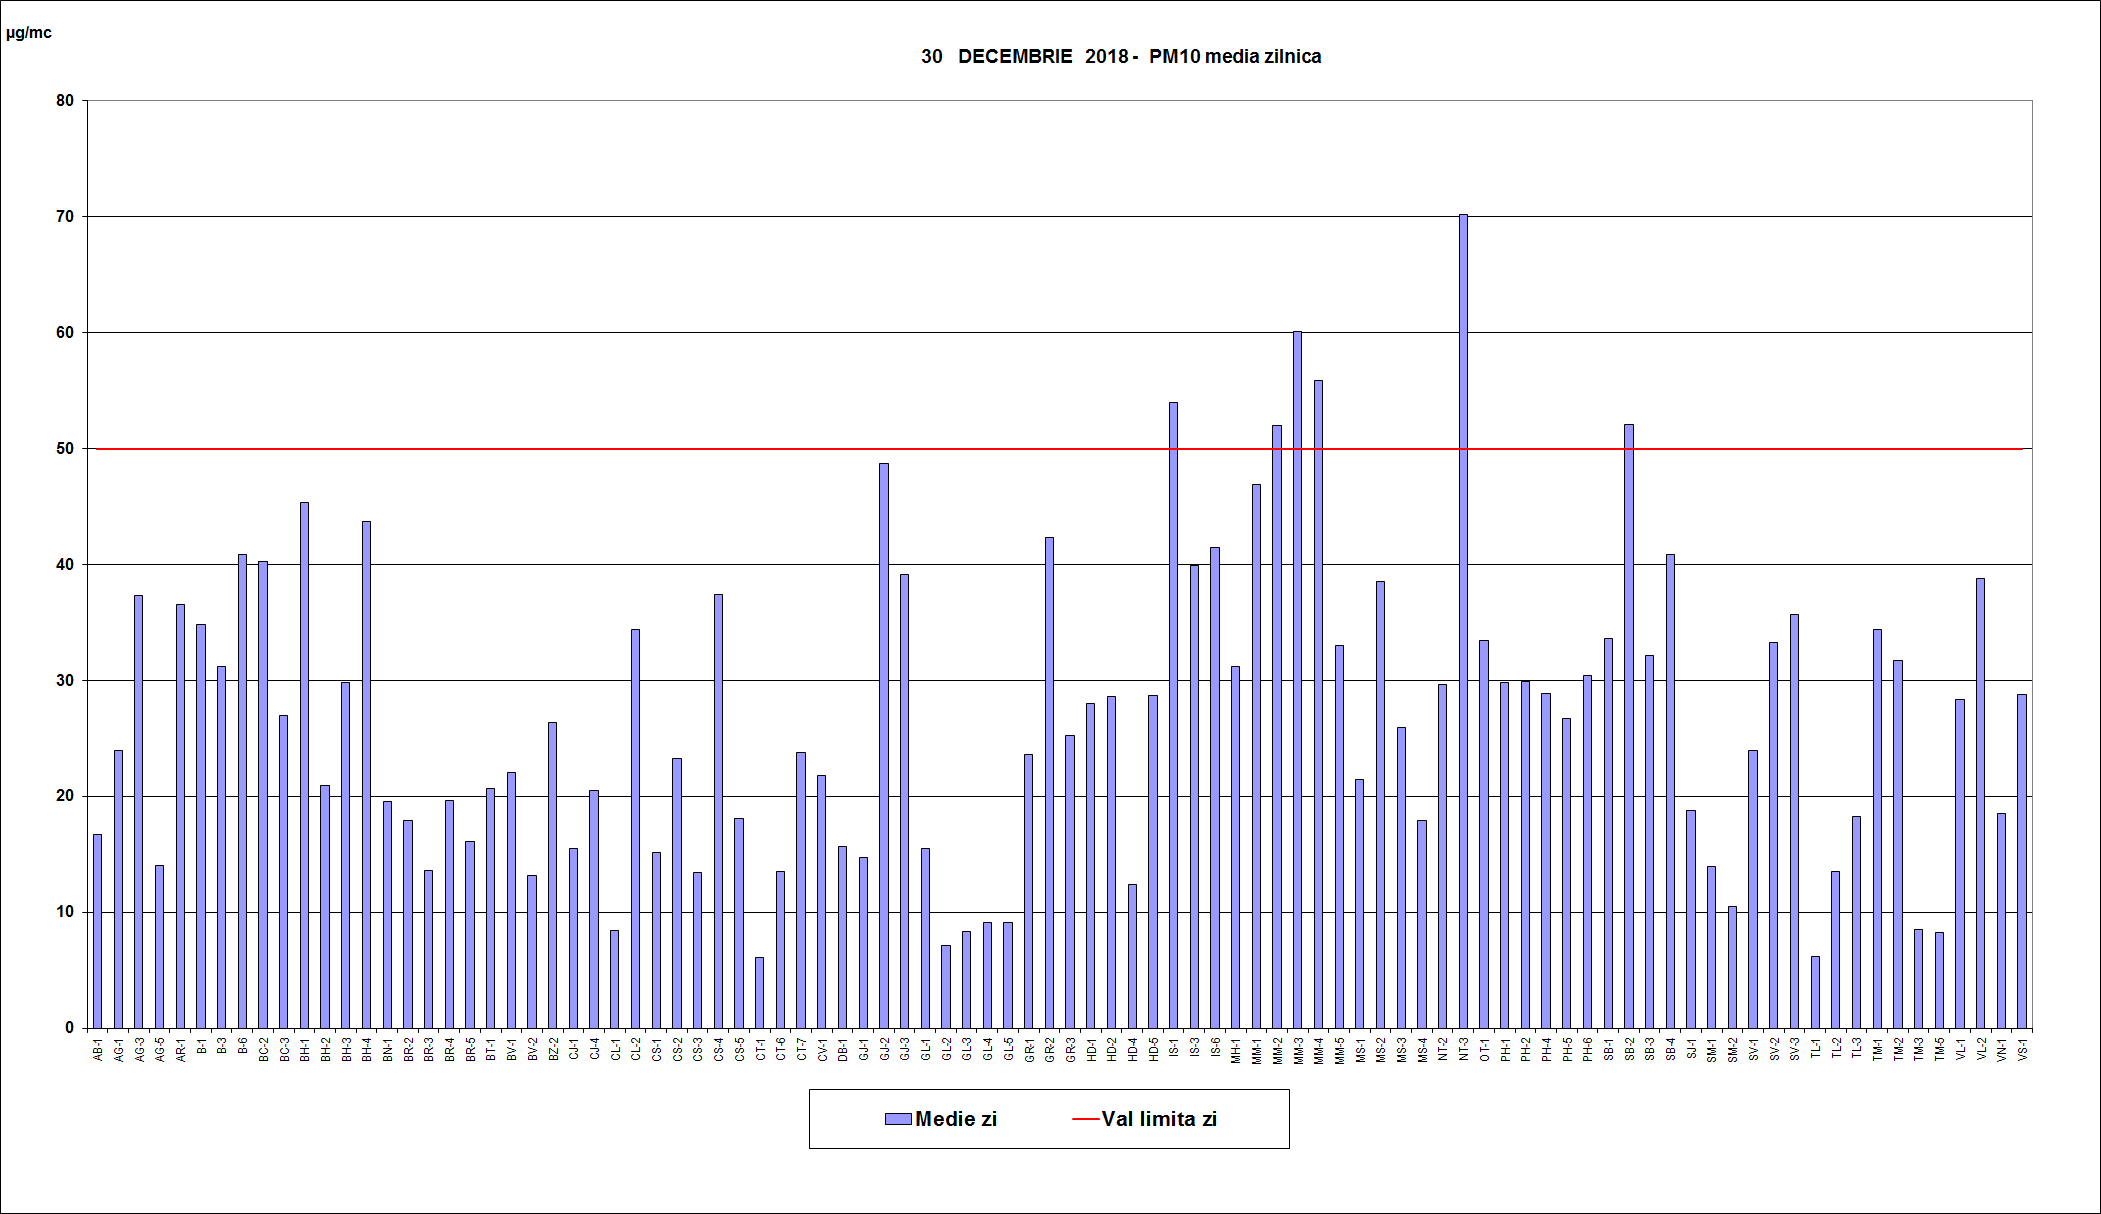 µg/mc
30 DECEMBRIE 2018 - PM10 media zilnica
80
70
60
50
40
30
20
10
0
AB-1 AG-1 AG-3 AG-5 AR-1 B-1 B-3 B-6 BC-2 BC-3 BH-1 BH-2 BH-3 BH-4 BN-1 BR-2 BR-3 BR-4 BR-5 BT-1 BV-1 BV-2 BZ-2 CJ-1 CJ-4 CL-1 CL-2 CS-1 CS-2 CS-3 CS-4 CS-5 CT-1 CT-6 CT-7 CV-1 DB-1 GJ-1 GJ-2 GJ-3 GL-1 GL-2 GL-3 GL-4 GL-5 GR-1 GR-2 GR-3 HD-1 HD-2 HD-4 HD-5 IS-1 IS-3 IS-6 MH-1 MM-1 MM-2 MM-3 MM-4 MM-5 MS-1 MS-2 MS-3 MS-4 NT-2 NT-3 OT-1 PH-1 PH-2 PH-4 PH-5 PH-6 SB-1 SB-2 SB-3 SB-4 SJ-1 SM-1 SM-2 SV-1 SV-2 SV-3 TL-1 TL-2 TL-3 TM-1 TM-2 TM-3 TM-5 VL-1 VL-2 VN-1 VS-1
Medie zi Val limita zi